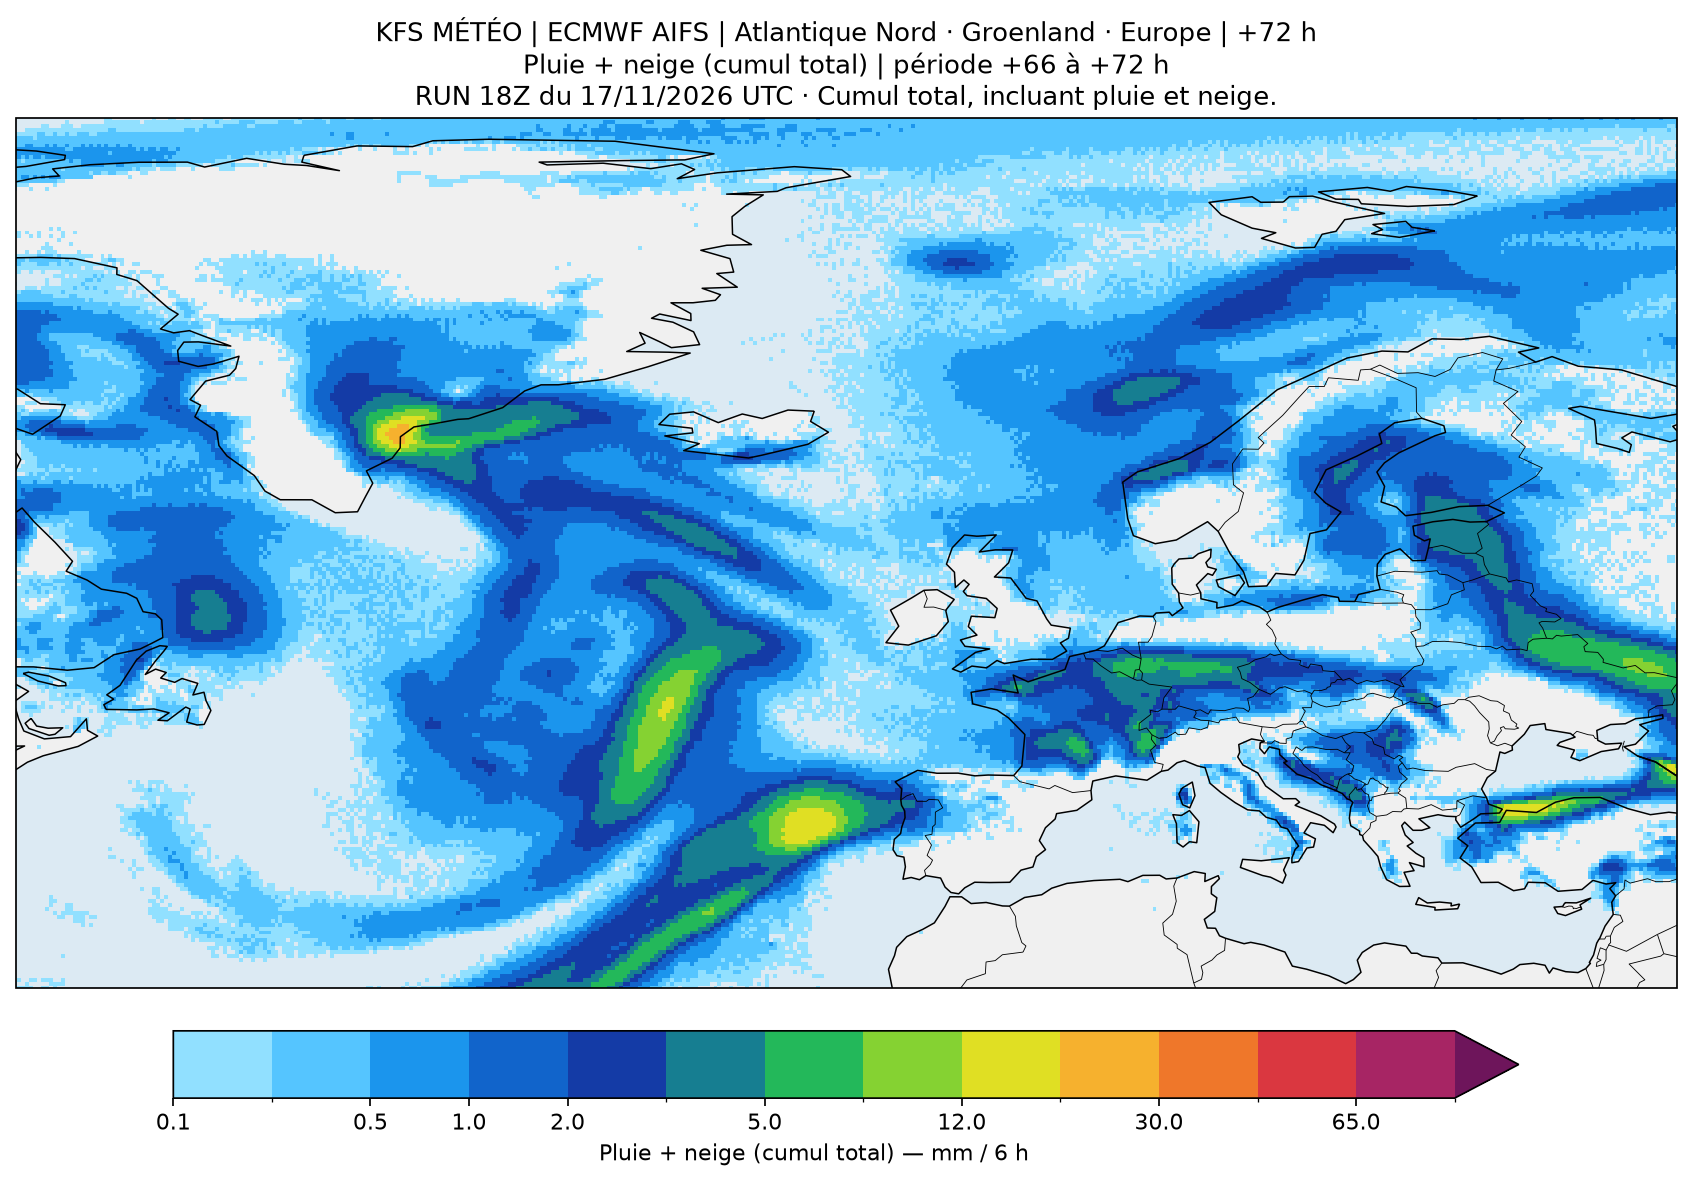 KFS MÉTÉO | ECMWF AIFS | Atlantique Nord · Groenland · Europe | +72 h
Pluie + neige (cumul total) | période +66 à +72 h
RUN 18Z du 17/11/2026 UTC · Cumul total, incluant pluie et neige.
0.1 0.5 1.0 2.0 5.0 12.0 30.0 65.0
Pluie + neige (cumul total) — mm / 6 h